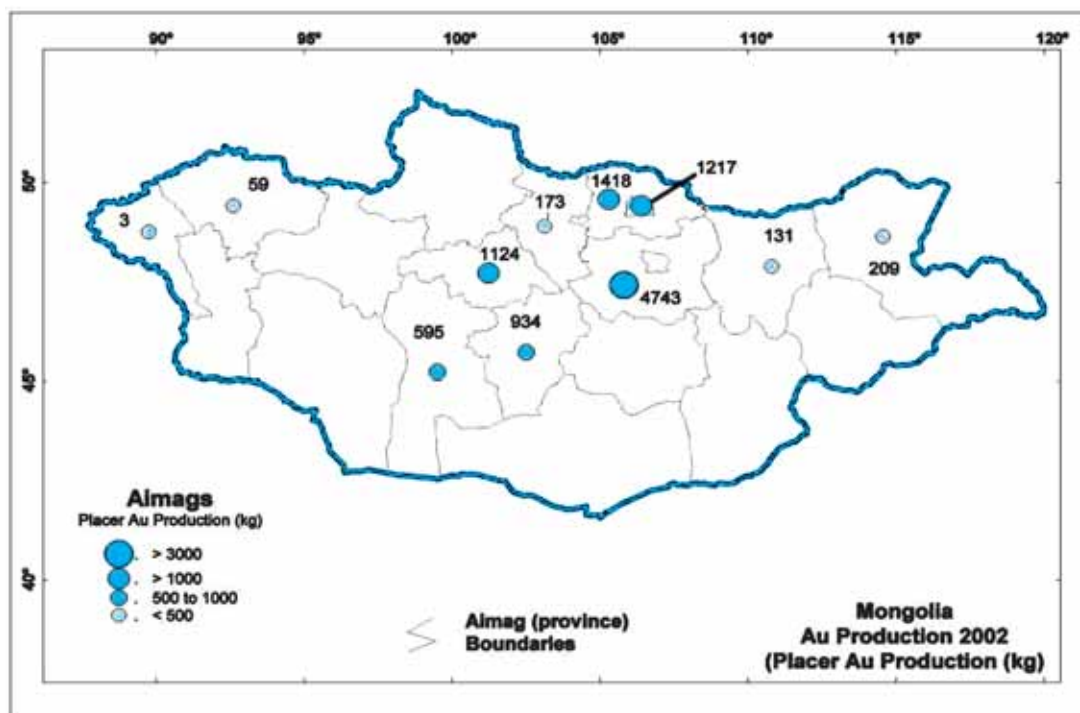 90° 95° 100° 105° 110° 115° 120°
50°
45°
40°
3
59
173
1418
1217
1124
4743
131
209
595
934
Aimags
Placer Au Production (kg)
. > 3000
. > 1000
. 500 to 1000
. < 500
Aimag (province)
Boundaries
Mongolia
Au Production 2002
(Placer Au Production (kg)